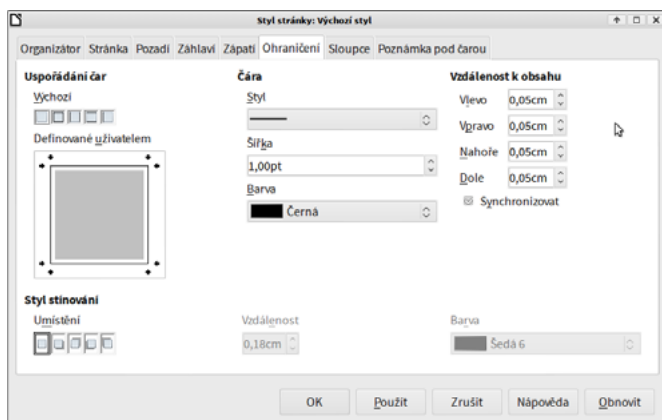 Styl stránky: Výchozí styl
Organizátor Stránka Pozadí Záhlaví Zápatí Ohraničení Sloupce Poznámka pod čarou
Uspořádání čar
Výchozí
Definované uživatelem
Čára
Styl
Šířka
1,00pt
Barva
Černá
Vzdálenost k obsahu
Vlevo 0,05cm
Vpravo 0,05cm
Nahoře 0,05cm
Dole 0,05cm
Synchronizovat
Styl stínování
Umístění
Vzdálenost
0,18cm
Barva
Šedá 6
OK Použít Zrušit Nápověda Obnovit